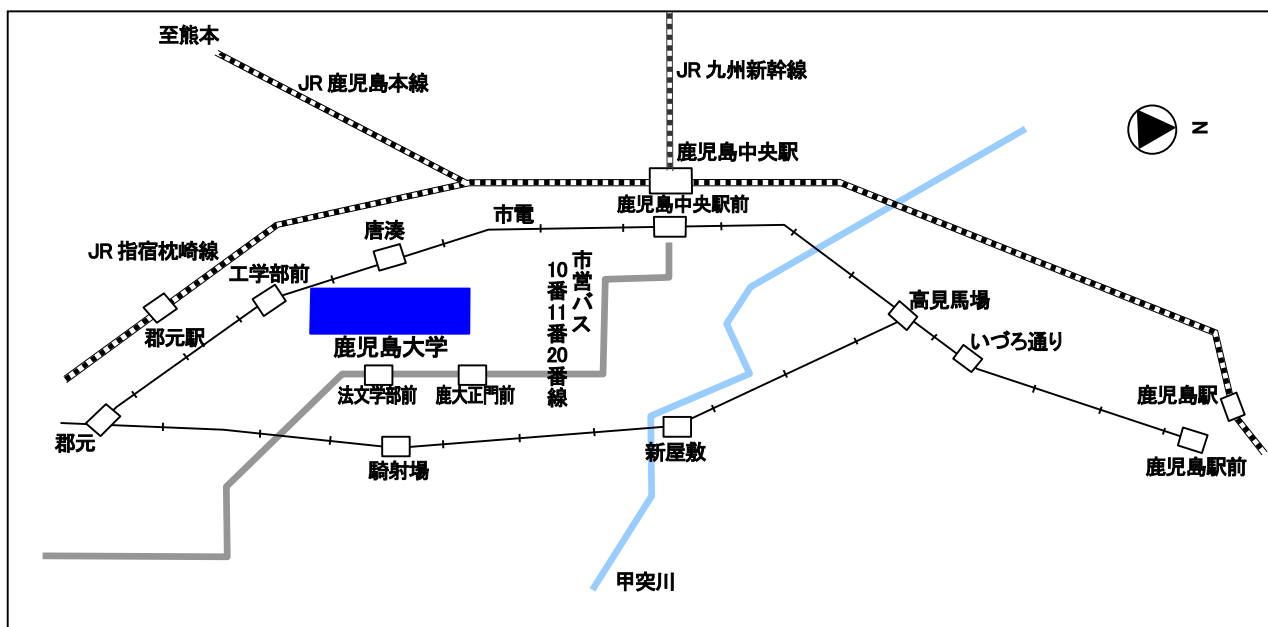 至熊本
JR 鹿児島本線
JR 九州新幹線
N
鹿児島中央駅
鹿児島中央駅前
市電
唐湊
JR 指宿枕崎線
工学部前
市営バス
10番11番20番線
高見馬場
郡元駅
鹿児島大学
いづろ通り
法文学部前
鹿大正門前
鹿児島駅
郡元
騎射場
新屋敷
鹿児島駅前
甲突川